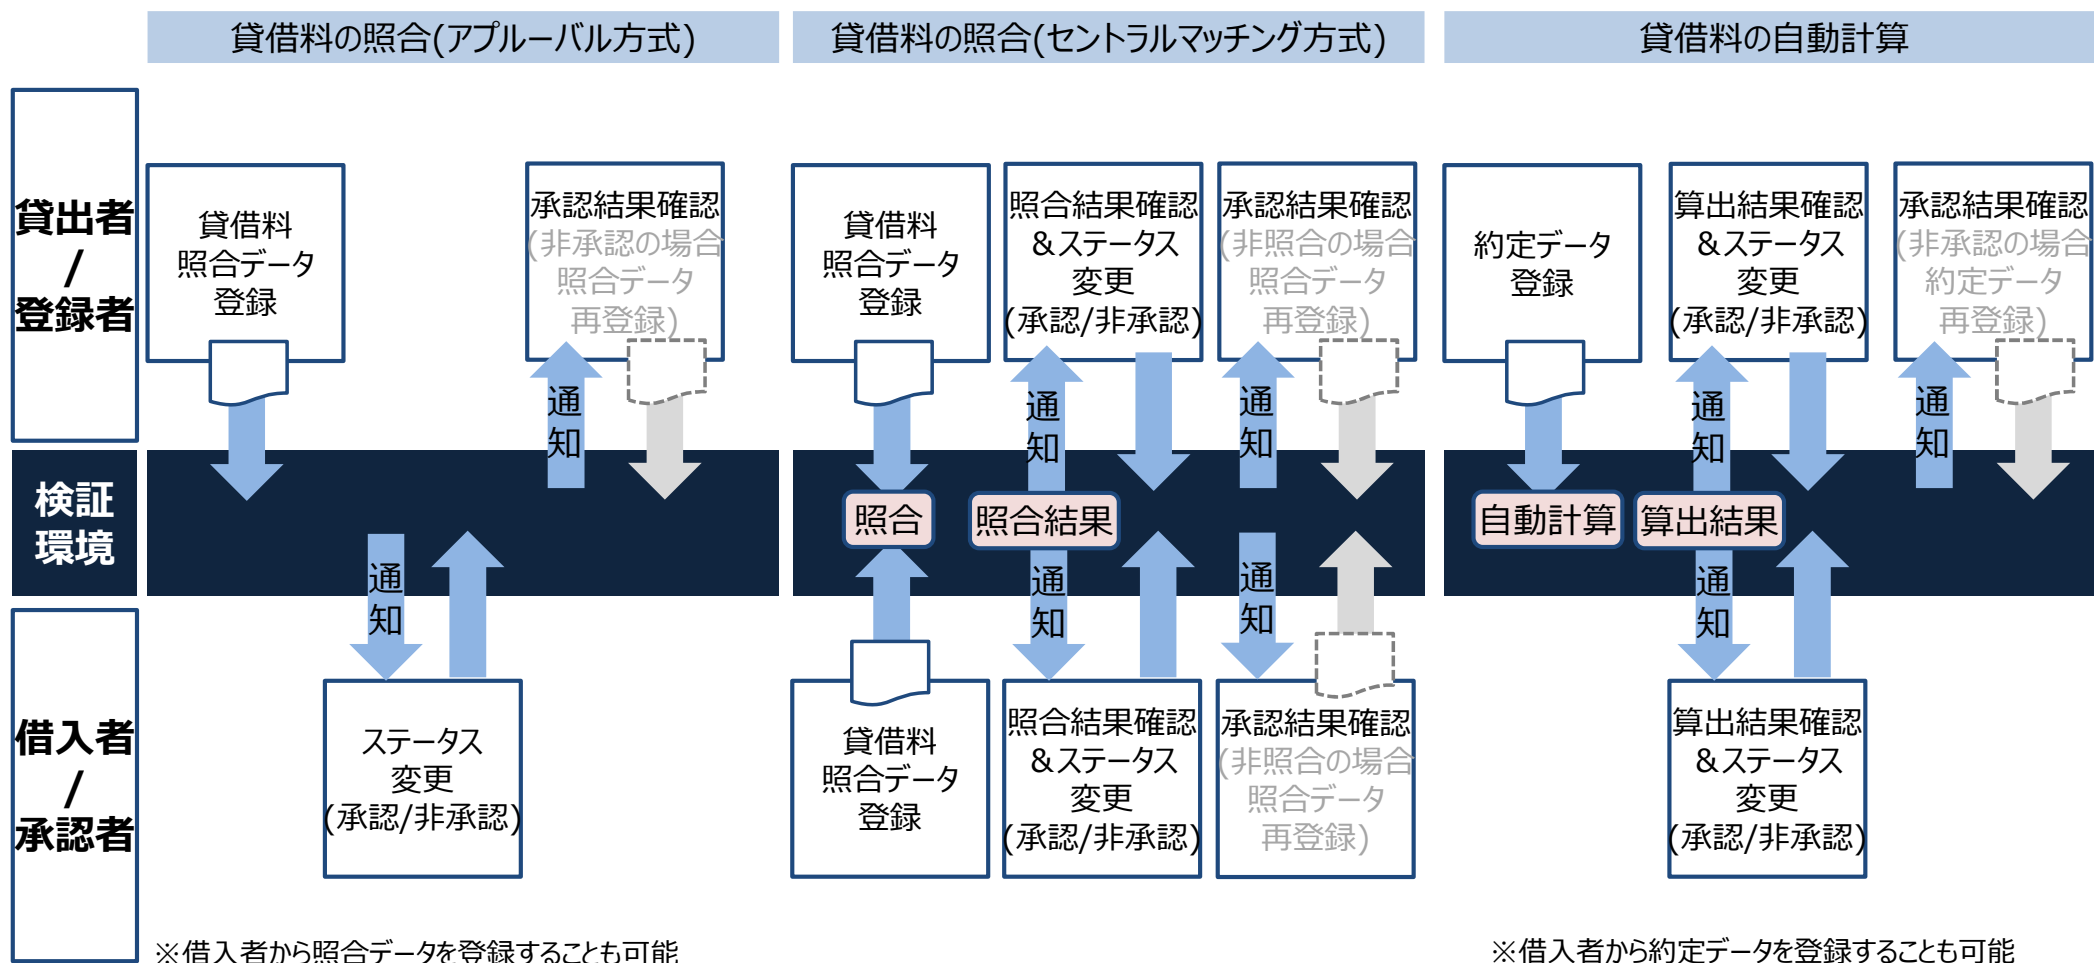 貸借料の照合(アプルーバル方式)
貸借料の照合(セントラルマッチング方式)
貸借料の自動計算
貸出者
/
登録者
貸借料
照合データ
登録
承認結果確認
(非承認の場合
照合データ
再登録)
貸借料
照合データ
登録
照合結果確認
&ステータス
変更
(承認/非承認)
承認結果確認
(非照合の場合
照合データ
再登録)
約定データ
登録
算出結果確認
&ステータス
変更
(承認/非承認)
承認結果確認
(非承認の場合
約定データ
再登録)
通
知
通
知
通
知
通
知
通
知
検証
環境
照合
照合結果
自動計算
算出結果
通
知
通
知
通
知
通
知
借入者
/
承認者
ステータス
変更
(承認/非承認)
貸借料
照合データ
登録
照合結果確認
&ステータス
変更
(承認/非承認)
承認結果確認
(非照合の場合
照合データ
再登録)
算出結果確認
&ステータス
変更
(承認/非承認)
※借入者から照合データを登録することも可能
※借入者から約定データを登録することも可能